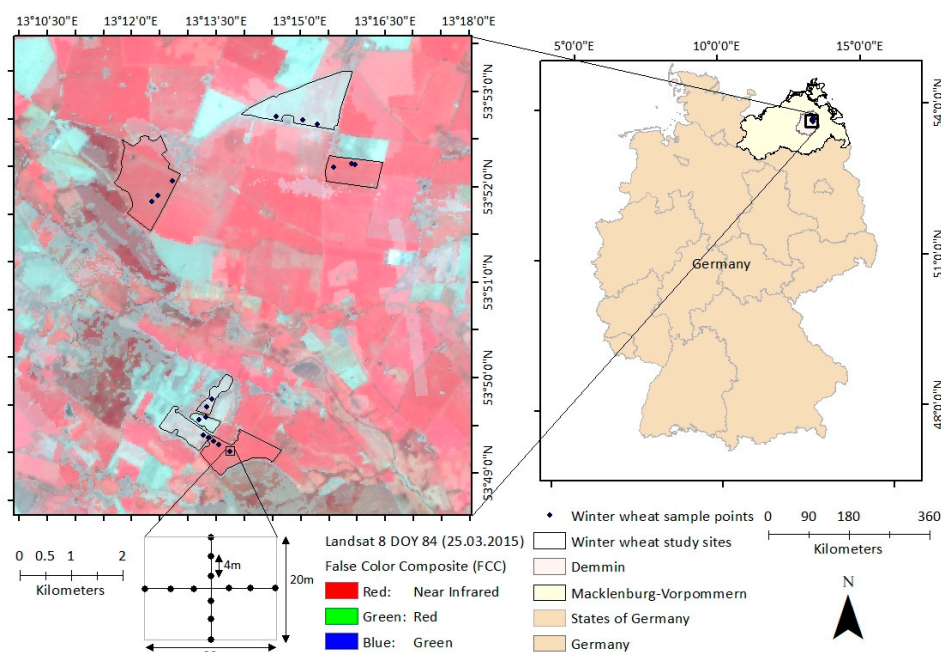 13°10'30"E 13°12'0"E 13°13'30"E 13°15'0"E 13°16'30"E 13°18'0"E
53°53'0"N
53°52'0"N
53°51'0"N
53°50'0"N
53°49'0"N
5°0'0"E 10°0'0"E 15°0'0"E
54°0'0"N
51°0'0"N
48°0'0"N
Germany
0 0.5 1 2
Kilometers
4m
20m
Landsat 8 DOY 84 (25.03.2015)
False Color Composite (FCC)
Red: Near Infrared
Green: Red
Blue: Green
Winter wheat sample points
Winter wheat study sites
Demmin
Macklenburg-Vorpommern
States of Germany
Germany
0 90 180 360
Kilometers
N